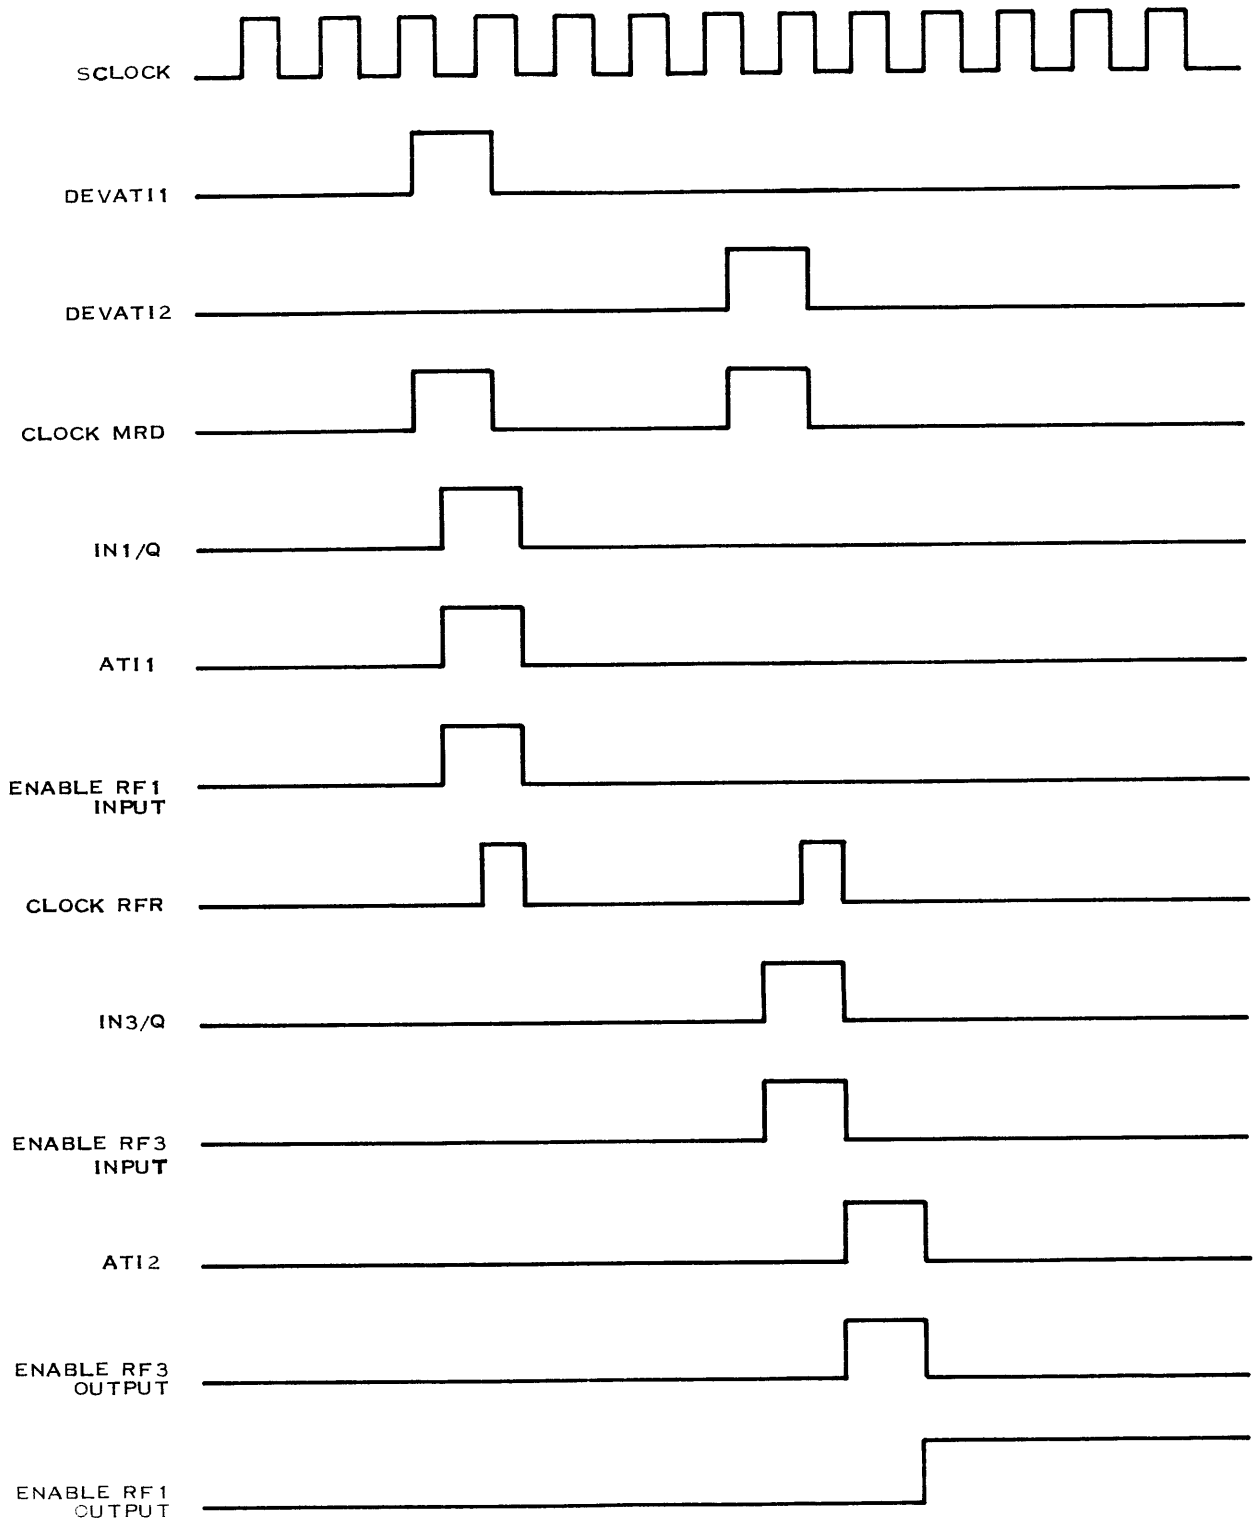 SCLOCK
DEVATI1
DEVATI2
CLOCK MRD
IN1/Q
ATI1
ENABLE RF1
INPUT
CLOCK RFR
IN3/Q
ENABLE RF3
INPUT
ATI2
ENABLE RF3
OUTPUT
ENABLE RF1
OUTPUT